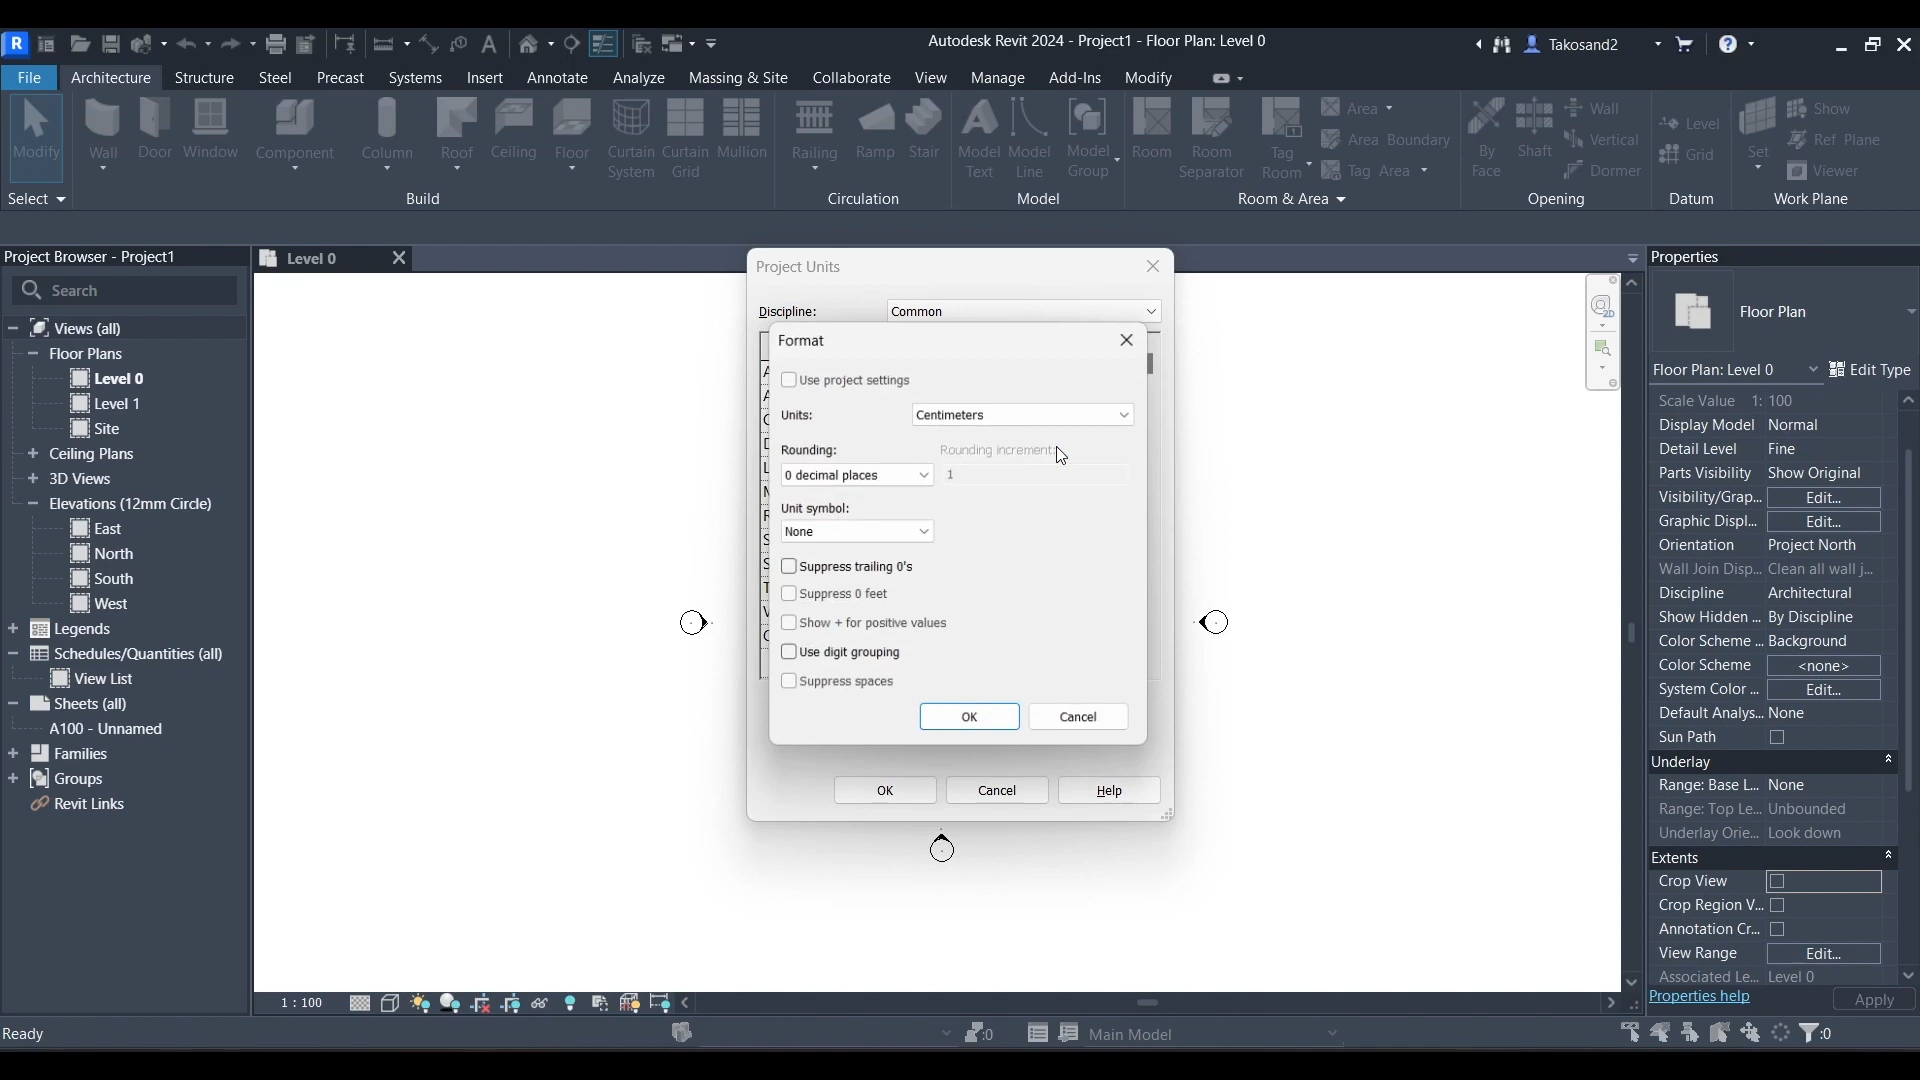 R
A
Autodesk Revit 2024 - Project1 - Floor Plan: Level 0
Takosand2
?
File
Architecture
Structure
Steel
Precast
Systems
Insert
Annotate
Analyze
Massing & Site
Collaborate
View
Manage
Add-Ins
Modify
Modify
Wall
Door
Window
Component
Column
Roof
Ceiling
Floor
Curtain
System
Curtain
Grid
Mullion
Railing
Ramp
Stair
Model
Text
Model
Line
Model
Group
Room
Room
Separator
Tag
Room
Area
Area Boundary
Tag Area
By
Face
Shaft
Wall
Vertical
Dormer
Level
Grid
Set
Show
Ref Plane
Viewer
Select
Build
Circulation
Model
Room & Area
Opening
Datum
Work Plane
Project Browser - Project1
Search
Views (all)
Floor Plans
Level 0
Level 1
Site
Ceiling Plans
3D Views
Elevations (12mm Circle)
East
North
South
West
Legends
Schedules/Quantities (all)
View List
Sheets (all)
A100 - Unnamed
Families
Groups
Revit Links
Level 0
Project Units
Discipline:
Common
Format
Use project settings
Units:
Centimeters
Rounding:
Rounding increment:
0 decimal places
1
Unit symbol:
None
Suppress trailing 0's
Suppress 0 feet
Show + for positive values
Use digit grouping
Suppress spaces
OK
Cancel
OK
Cancel
Help
2D
Properties
Floor Plan
Floor Plan: Level 0
Edit Type
Scale Value 1: 100
Display Model Normal
Detail Level Fine
Parts Visibility Show Original
Visibility/Grap... Edit...
Graphic Displ... Edit...
Orientation Project North
Wall Join Disp... Clean all wall j...
Discipline Architectural
Show Hidden ... By Discipline
Color Scheme ... Background
Color Scheme <none>
System Color ... Edit...
Default Analys... None
Sun Path
Underlay
Range: Base L... None
Range: Top Le... Unbounded
Underlay Orie... Look down
Extents
Crop View
Crop Region V...
Annotation Cr...
View Range Edit...
Associated Le... Level 0
Properties help
Apply
1 : 100
Ready
:0
Main Model
:0